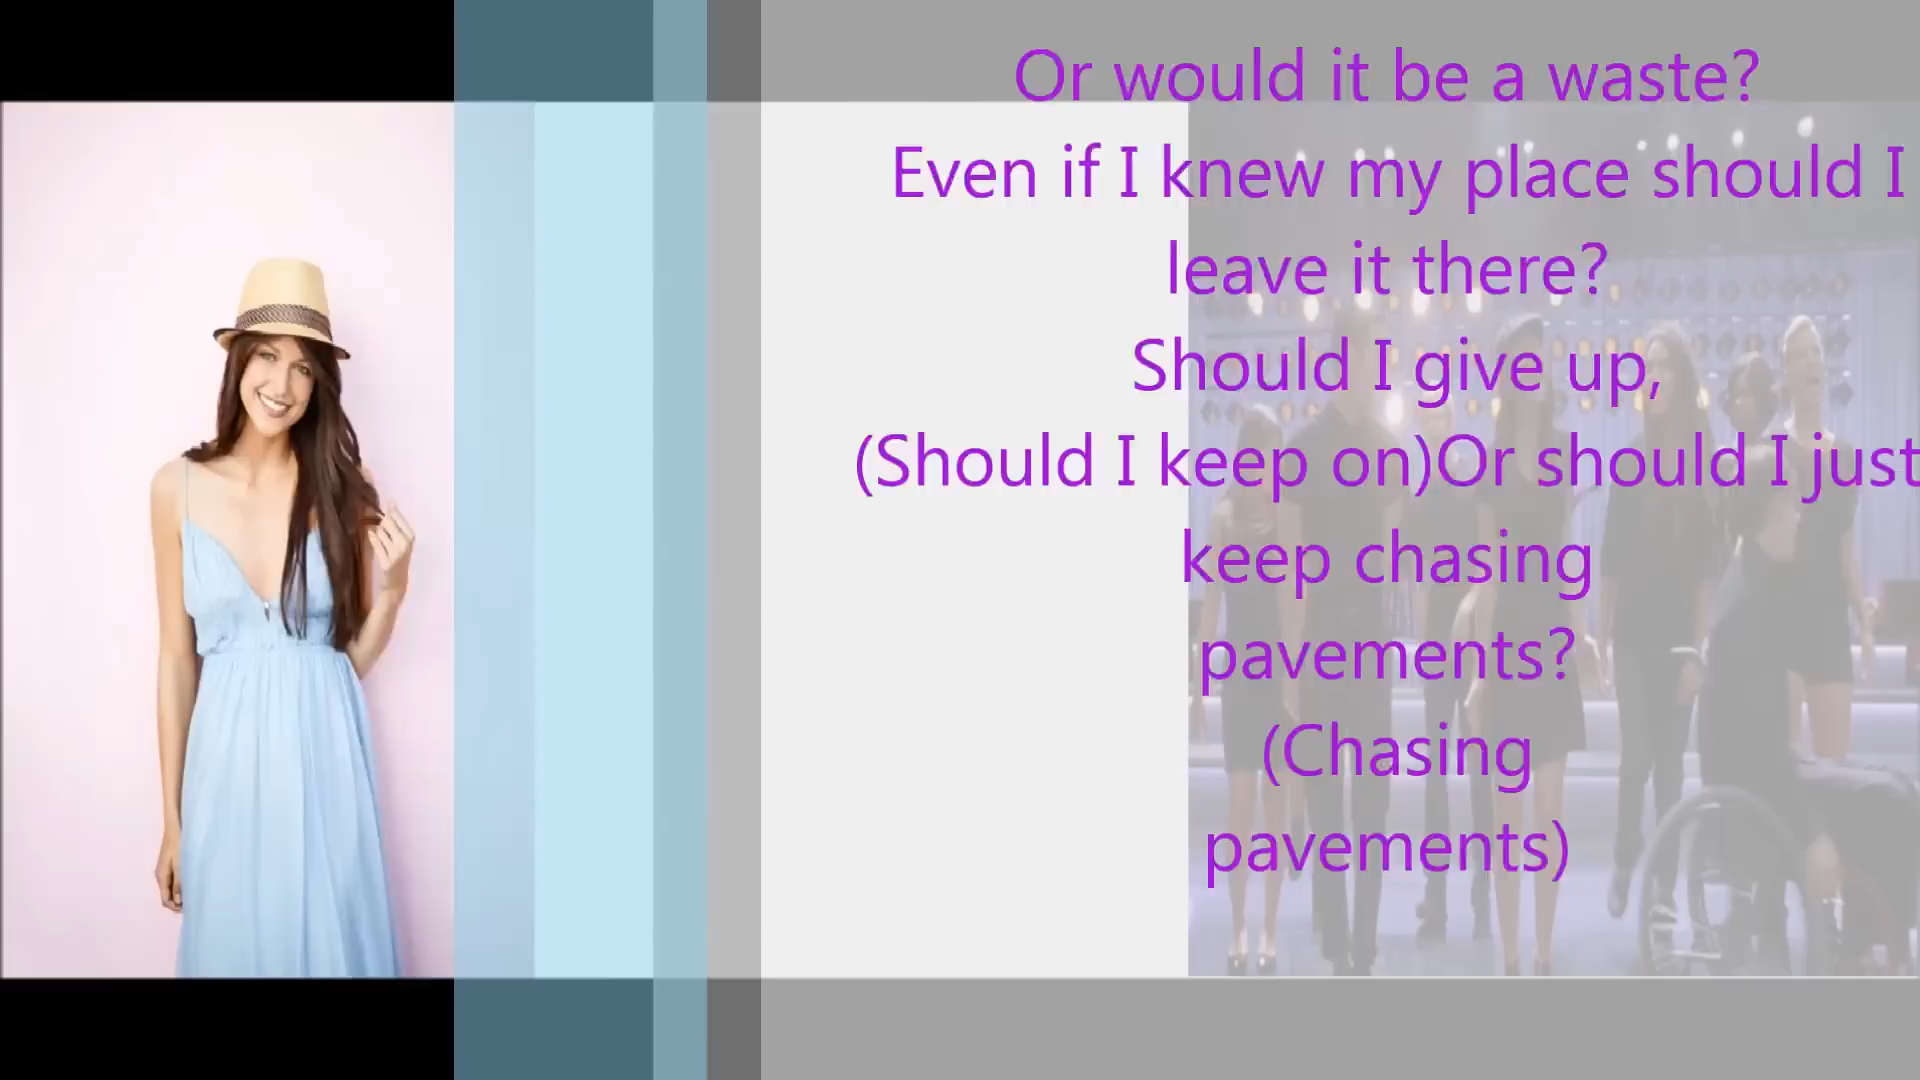 Or would it be a waste?
Even if I knew my place should I
leave it there?
Should I give up,
(Should I keep on)Or should I just
keep chasing
pavements?
(Chasing
pavements)